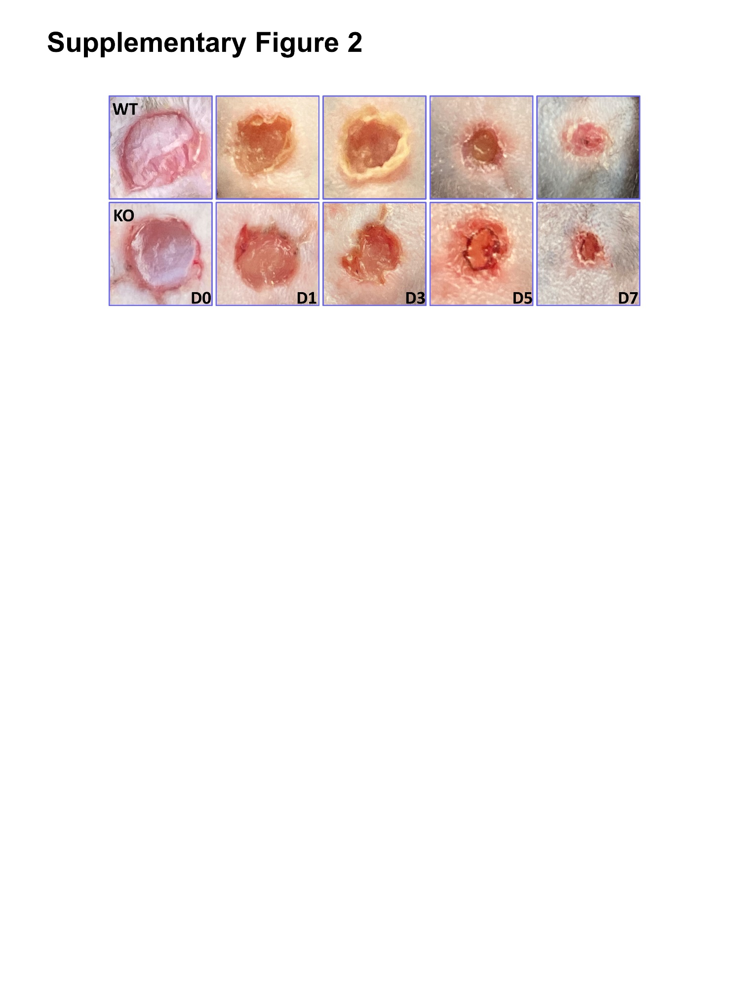 Supplementary Figure 2
WT
KO
D0 D1 D3 D5 D7